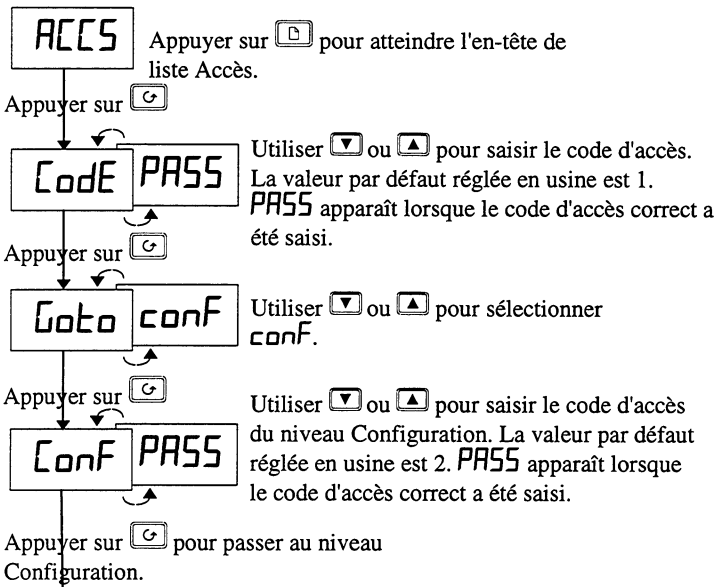 ACCS
Appuyer sur pour atteindre l'en-tête de
liste Accès.
Appuyer sur
CodE PASS
Utiliser ou pour saisir le code d'accès.
La valeur par défaut réglée en usine est 1.
PASS apparaît lorsque le code d'accès correct a
été saisi.
Appuyer sur
Goto conF
Utiliser ou pour sélectionner
conF.
Appuyer sur
ConF PASS
Utiliser ou pour saisir le code d'accès
du niveau Configuration. La valeur par défaut
réglée en usine est 2. PASS apparaît lorsque
le code d'accès correct a été saisi.
Appuyer sur pour passer au niveau
Configuration.